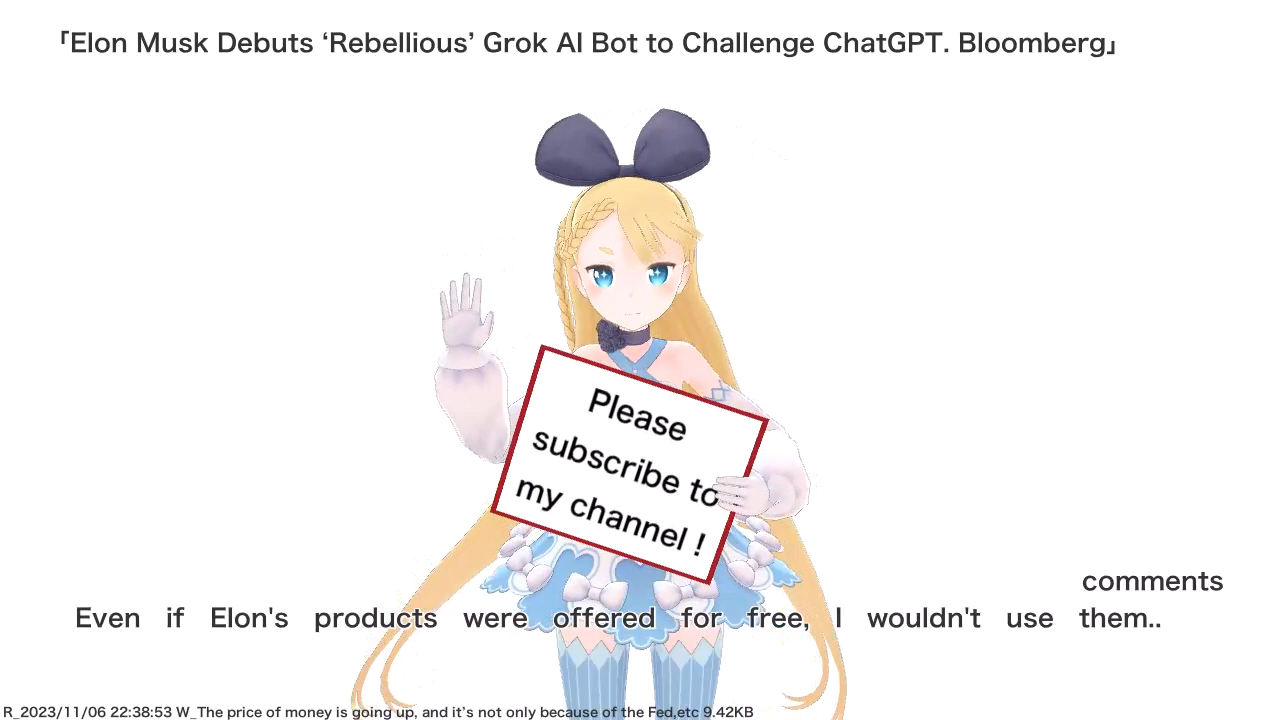 「Elon Musk Debuts ‘Rebellious’ Grok AI Bot to Challenge ChatGPT. Bloomberg」
Please
subscribe to
my channel !
comments
Even if Elon's products were offered for free, I wouldn't use them..
R_2023/11/06 22:38:53 W_The price of money is going up, and it’s not only because of the Fed,etc 9.42KB